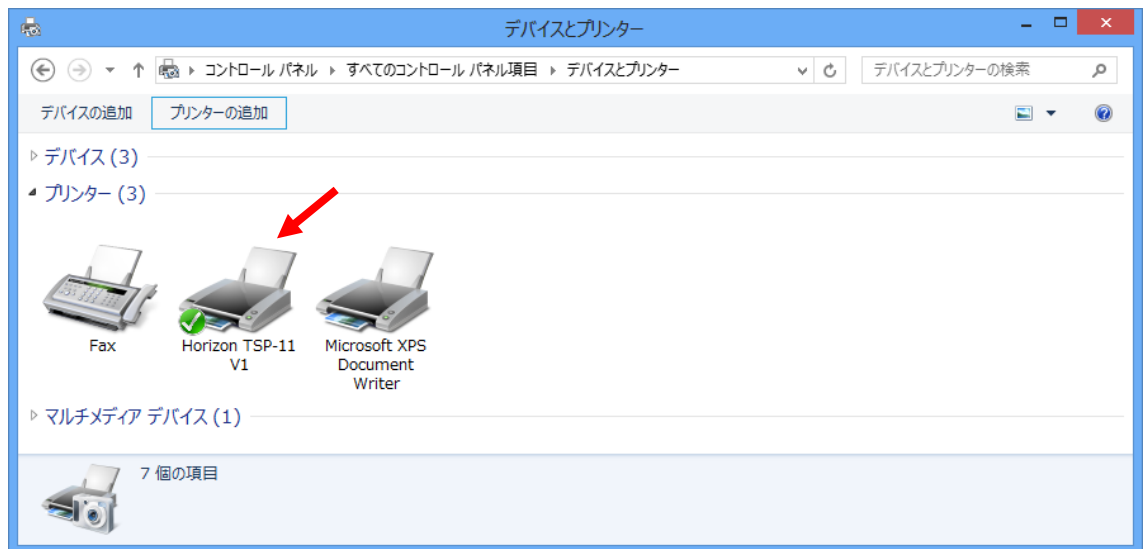 デバイスとプリンター
コントロール パネル ▸ すべてのコントロール パネル項目 ▸ デバイスとプリンター
デバイスとプリンターの検索
デバイスの追加
プリンターの追加
デバイス (3)
プリンター (3)
Fax
Horizon TSP-11
V1
Microsoft XPS
Document
Writer
マルチメディア デバイス (1)
7 個の項目